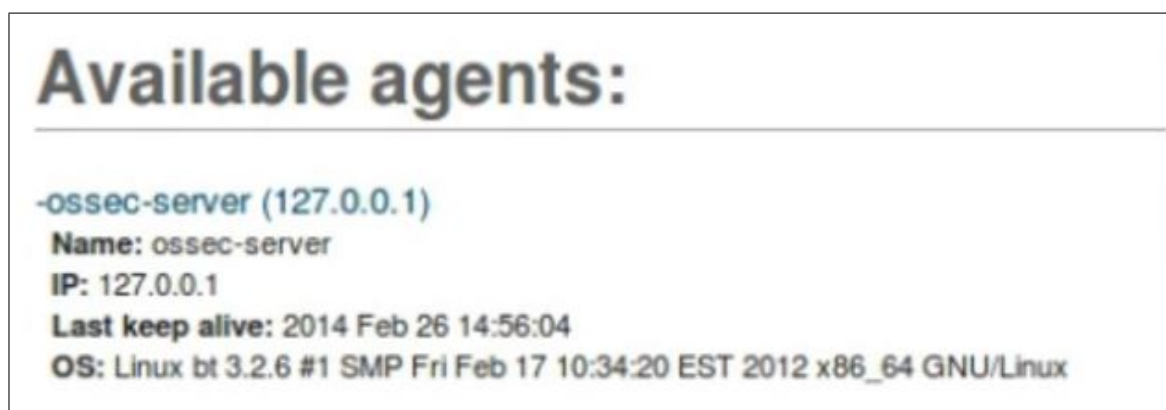 Available agents:
-ossec-server (127.0.0.1)
Name: ossec-server
IP: 127.0.0.1
Last keep alive: 2014 Feb 26 14:56:04
OS: Linux bt 3.2.6 #1 SMP Fri Feb 17 10:34:20 EST 2012 x86_64 GNU/Linux